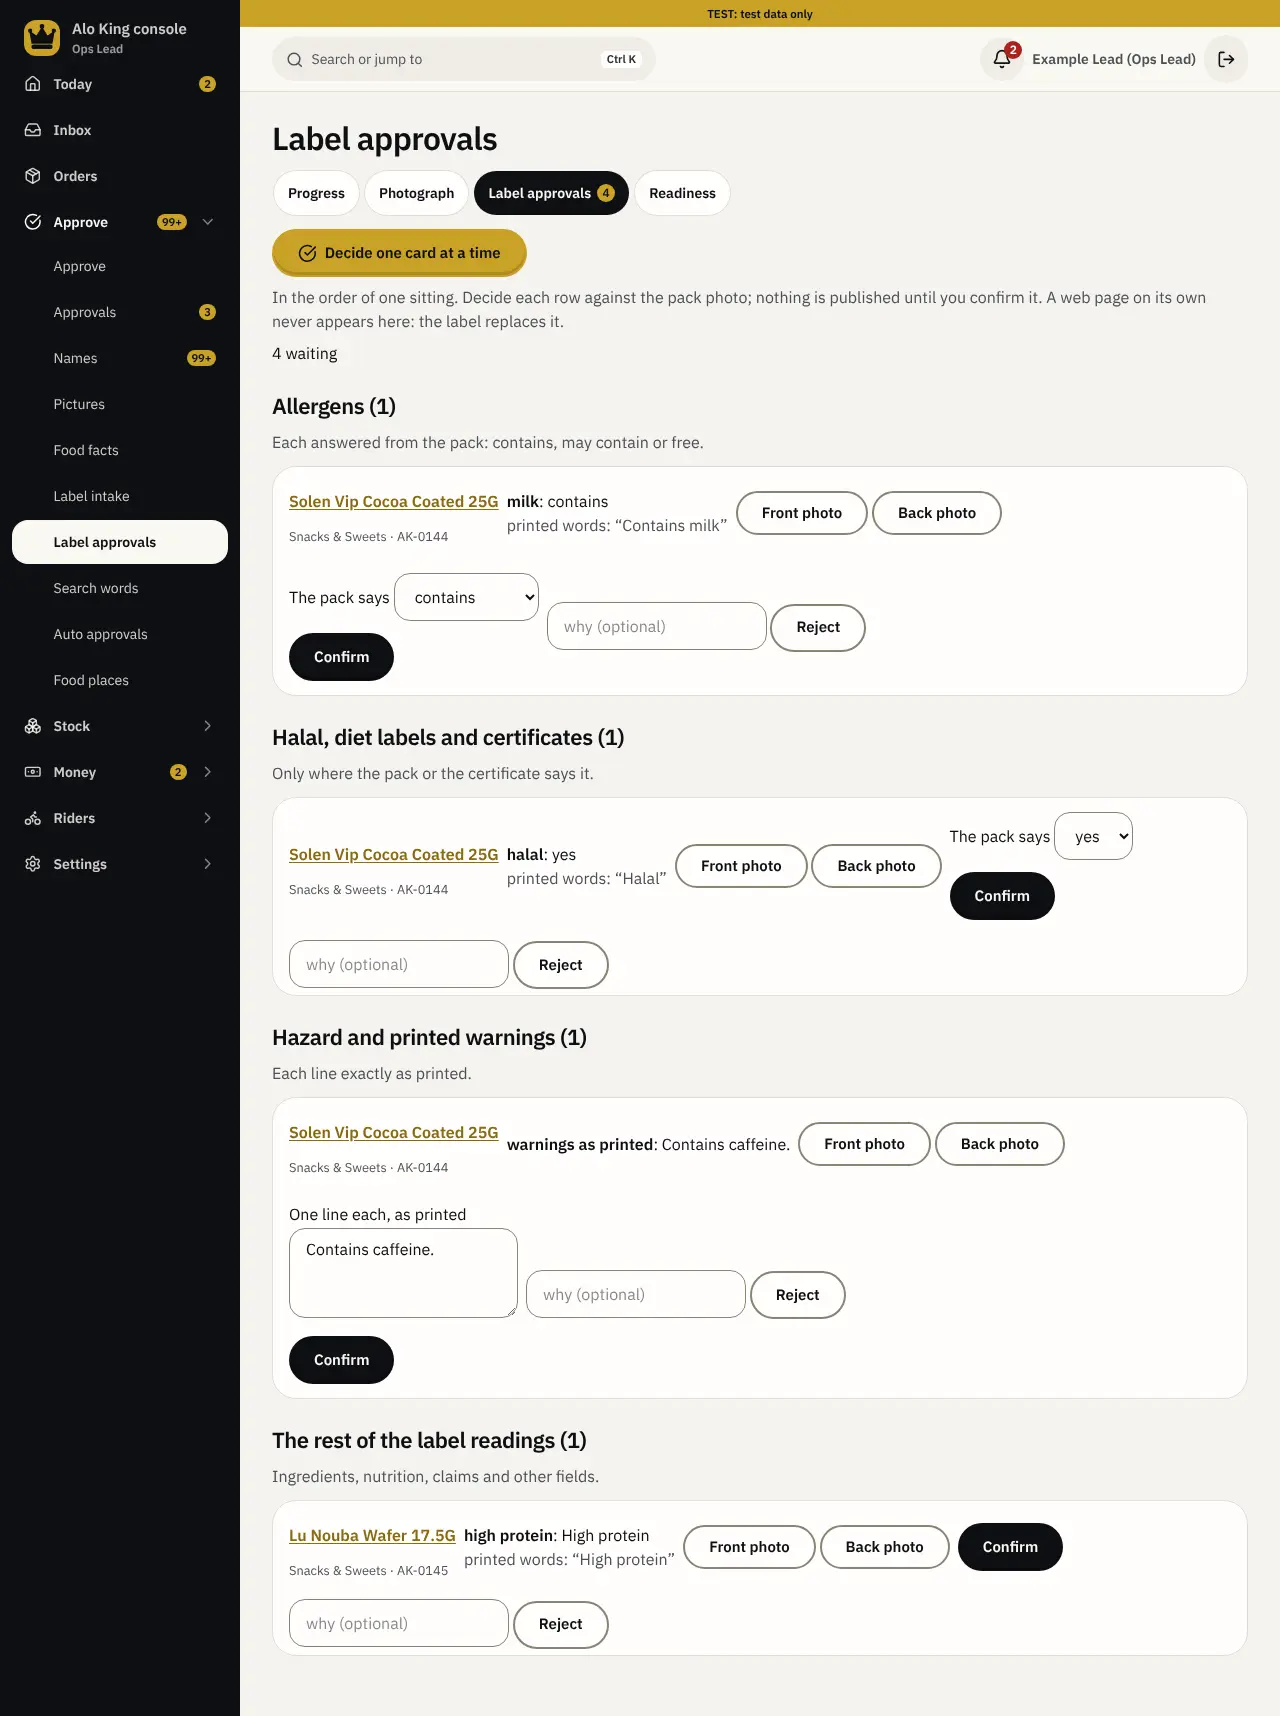 TEST: test data only
Alo King console
Ops Lead
Search or jump to
Ctrl K
2
Example Lead (Ops Lead)
Today
2
Inbox
Orders
Approve
99+
Approve
Approvals
3
Names
99+
Pictures
Food facts
Label intake
Label approvals
Search words
Auto approvals
Food places
Stock
Money
2
Riders
Settings
Label approvals
Progress
Photograph
Label approvals 4
Readiness
Decide one card at a time
In the order of one sitting. Decide each row against the pack photo; nothing is published until you confirm it. A web page on its own
never appears here: the label replaces it.
4 waiting
Allergens (1)
Each answered from the pack: contains, may contain or free.
Solen Vip Cocoa Coated 25G
Snacks & Sweets · AK-0144
milk: contains
printed words: “Contains milk”
Front photo
Back photo
The pack says
contains
Confirm
why (optional)
Reject
Halal, diet labels and certificates (1)
Only where the pack or the certificate says it.
Solen Vip Cocoa Coated 25G
Snacks & Sweets · AK-0144
halal: yes
printed words: “Halal”
Front photo
Back photo
The pack says
yes
Confirm
why (optional)
Reject
Hazard and printed warnings (1)
Each line exactly as printed.
Solen Vip Cocoa Coated 25G
Snacks & Sweets · AK-0144
warnings as printed: Contains caffeine.
Front photo
Back photo
One line each, as printed
Contains caffeine.
why (optional)
Reject
Confirm
The rest of the label readings (1)
Ingredients, nutrition, claims and other fields.
Lu Nouba Wafer 17.5G
Snacks & Sweets · AK-0145
high protein: High protein
printed words: “High protein”
Front photo
Back photo
Confirm
why (optional)
Reject